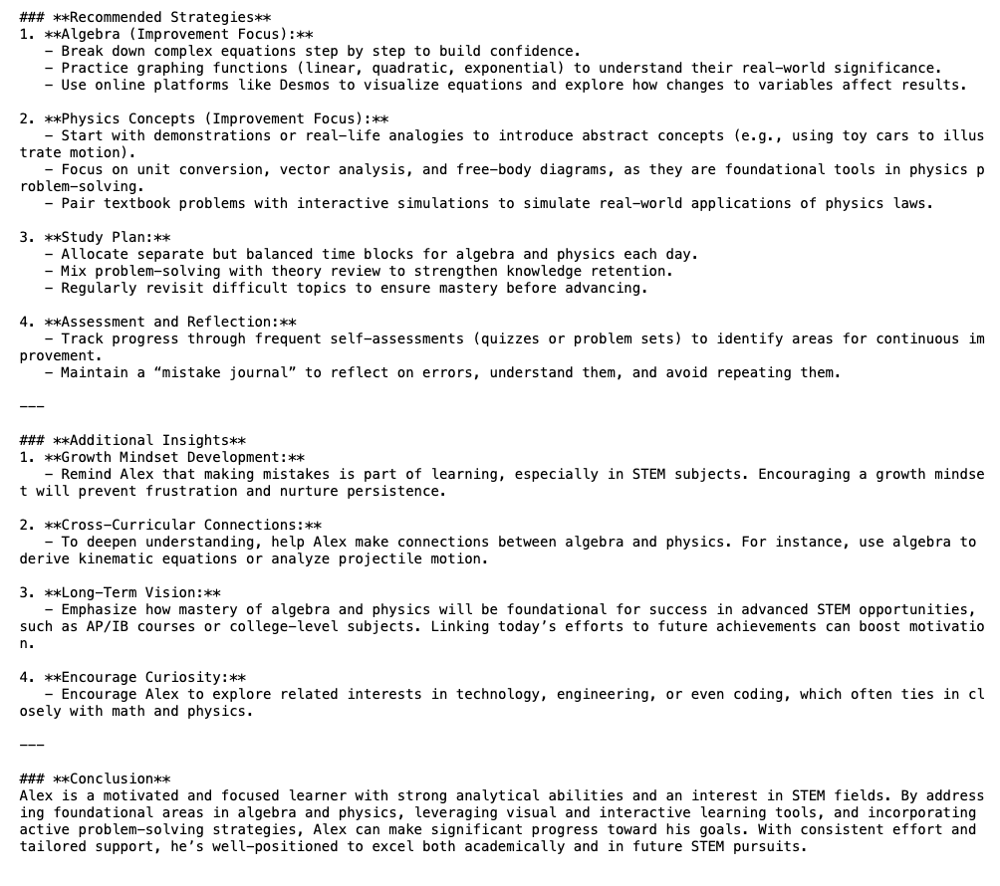 ### **Recommended Strategies**
1. **Algebra (Improvement Focus):**
   – Break down complex equations step by step to build confidence.
   – Practice graphing functions (linear, quadratic, exponential) to understand their real–world significance.
   – Use online platforms like Desmos to visualize equations and explore how changes to variables affect results.

2. **Physics Concepts (Improvement Focus):**
   – Start with demonstrations or real–life analogies to introduce abstract concepts (e.g., using toy cars to illus
trate motion).
   – Focus on unit conversion, vector analysis, and free–body diagrams, as they are foundational tools in physics p
roblem–solving.
   – Pair textbook problems with interactive simulations to simulate real–world applications of physics laws.

3. **Study Plan:**
   – Allocate separate but balanced time blocks for algebra and physics each day.
   – Mix problem–solving with theory review to strengthen knowledge retention.
   – Regularly revisit difficult topics to ensure mastery before advancing.

4. **Assessment and Reflection:**
   – Track progress through frequent self–assessments (quizzes or problem sets) to identify areas for continuous im
provement.
   – Maintain a “mistake journal” to reflect on errors, understand them, and avoid repeating them.

–––

### **Additional Insights**
1. **Growth Mindset Development:**
   – Remind Alex that making mistakes is part of learning, especially in STEM subjects. Encouraging a growth mindse
t will prevent frustration and nurture persistence.

2. **Cross–Curricular Connections:**
   – To deepen understanding, help Alex make connections between algebra and physics. For instance, use algebra to
derive kinematic equations or analyze projectile motion.

3. **Long–Term Vision:**
   – Emphasize how mastery of algebra and physics will be foundational for success in advanced STEM opportunities,
such as AP/IB courses or college–level subjects. Linking today’s efforts to future achievements can boost motivatio
n.

4. **Encourage Curiosity:**
   – Encourage Alex to explore related interests in technology, engineering, or even coding, which often ties in cl
osely with math and physics.

–––

### **Conclusion**
Alex is a motivated and focused learner with strong analytical abilities and an interest in STEM fields. By address
ing foundational areas in algebra and physics, leveraging visual and interactive learning tools, and incorporating
active problem–solving strategies, Alex can make significant progress toward his goals. With consistent effort and
tailored support, he’s well–positioned to excel both academically and in future STEM pursuits.